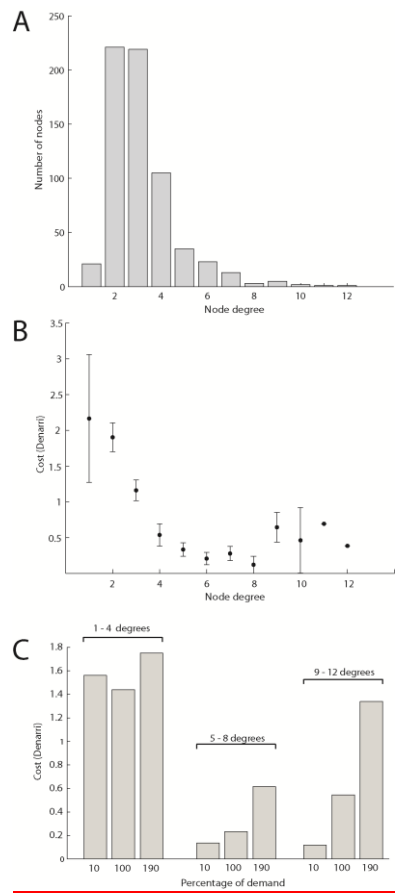 A
250
200
150
100
50
0
Number of nodes
2 4 6 8 10 12
Node degree
B
3.5
3
2.5
2
1.5
1
0.5
Cost (Denarri)
2 4 6 8 10 12
Node degree
C
1 - 4 degrees
5 - 8 degrees
9 - 12 degrees
1.8
1.6
1.4
1.2
1
0.8
0.6
0.4
0.2
0
Cost (Denarri)
10 100 190 10 100 190 10 100 190
Percentage of demand